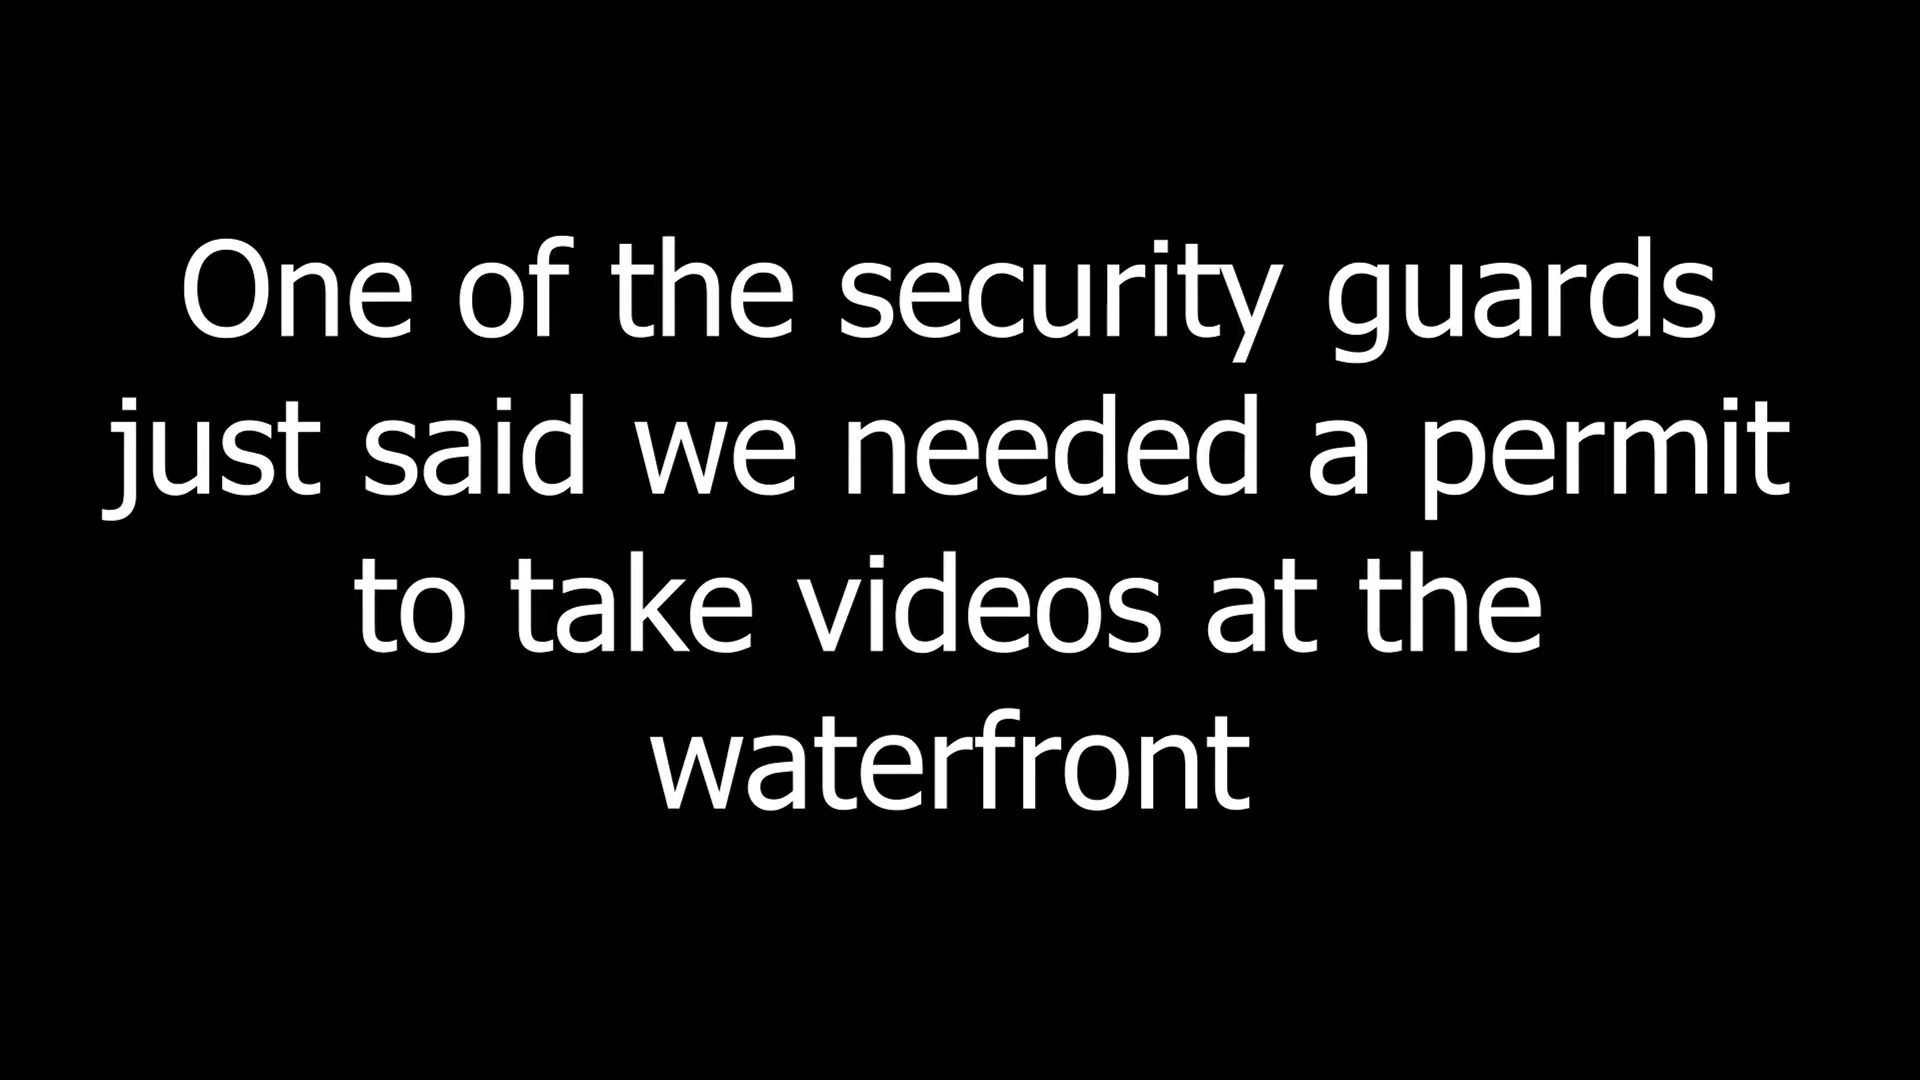 One of the security guards
just said we needed a permit
to take videos at the
waterfront